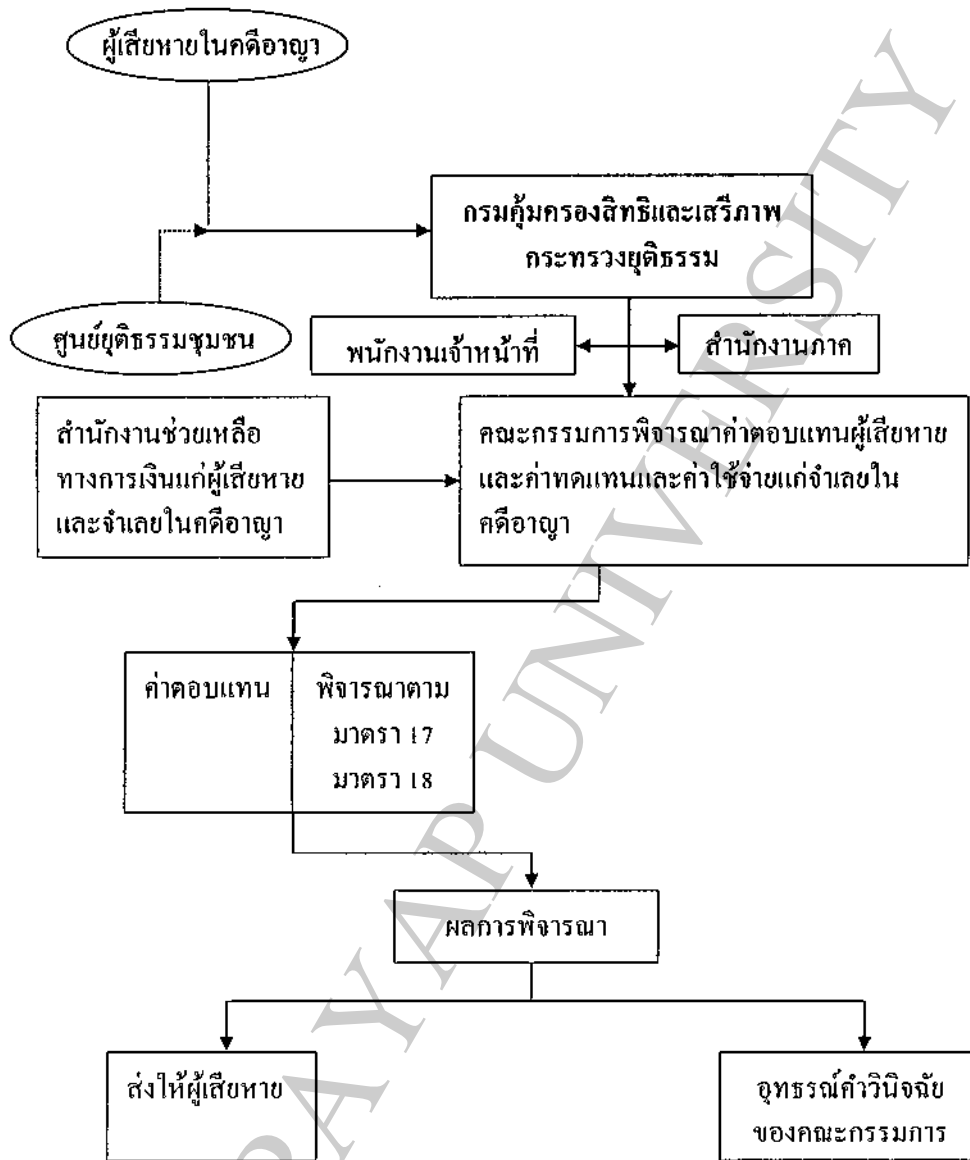 ผู้เสียหายในคดีอาญา
กรมคุ้มครองสิทธิและเสรีภาพ
กระทรวงยุติธรรม
ศูนย์ยุติธรรมชุมชน
พนักงานเจ้าหน้าที่
สำนักงานภาค
สำนักงานช่วยเหลือ
ทางการเงินแก่ผู้เสียหาย
และจำเลยในคดีอาญา
คณะกรรมการพิจารณาค่าตอบแทนผู้เสียหาย
และค่าทดแทนและค่าใช้จ่ายแก่จำเลยใน
คดีอาญา
ค่าตอบแทน
พิจารณาตาม
มาตรา 17
มาตรา 18
ผลการพิจารณา
ส่งให้ผู้เสียหาย
อุทธรณ์คำวินิจฉัย
ของคณะกรรมการ
PAYAP UNIVERSITY